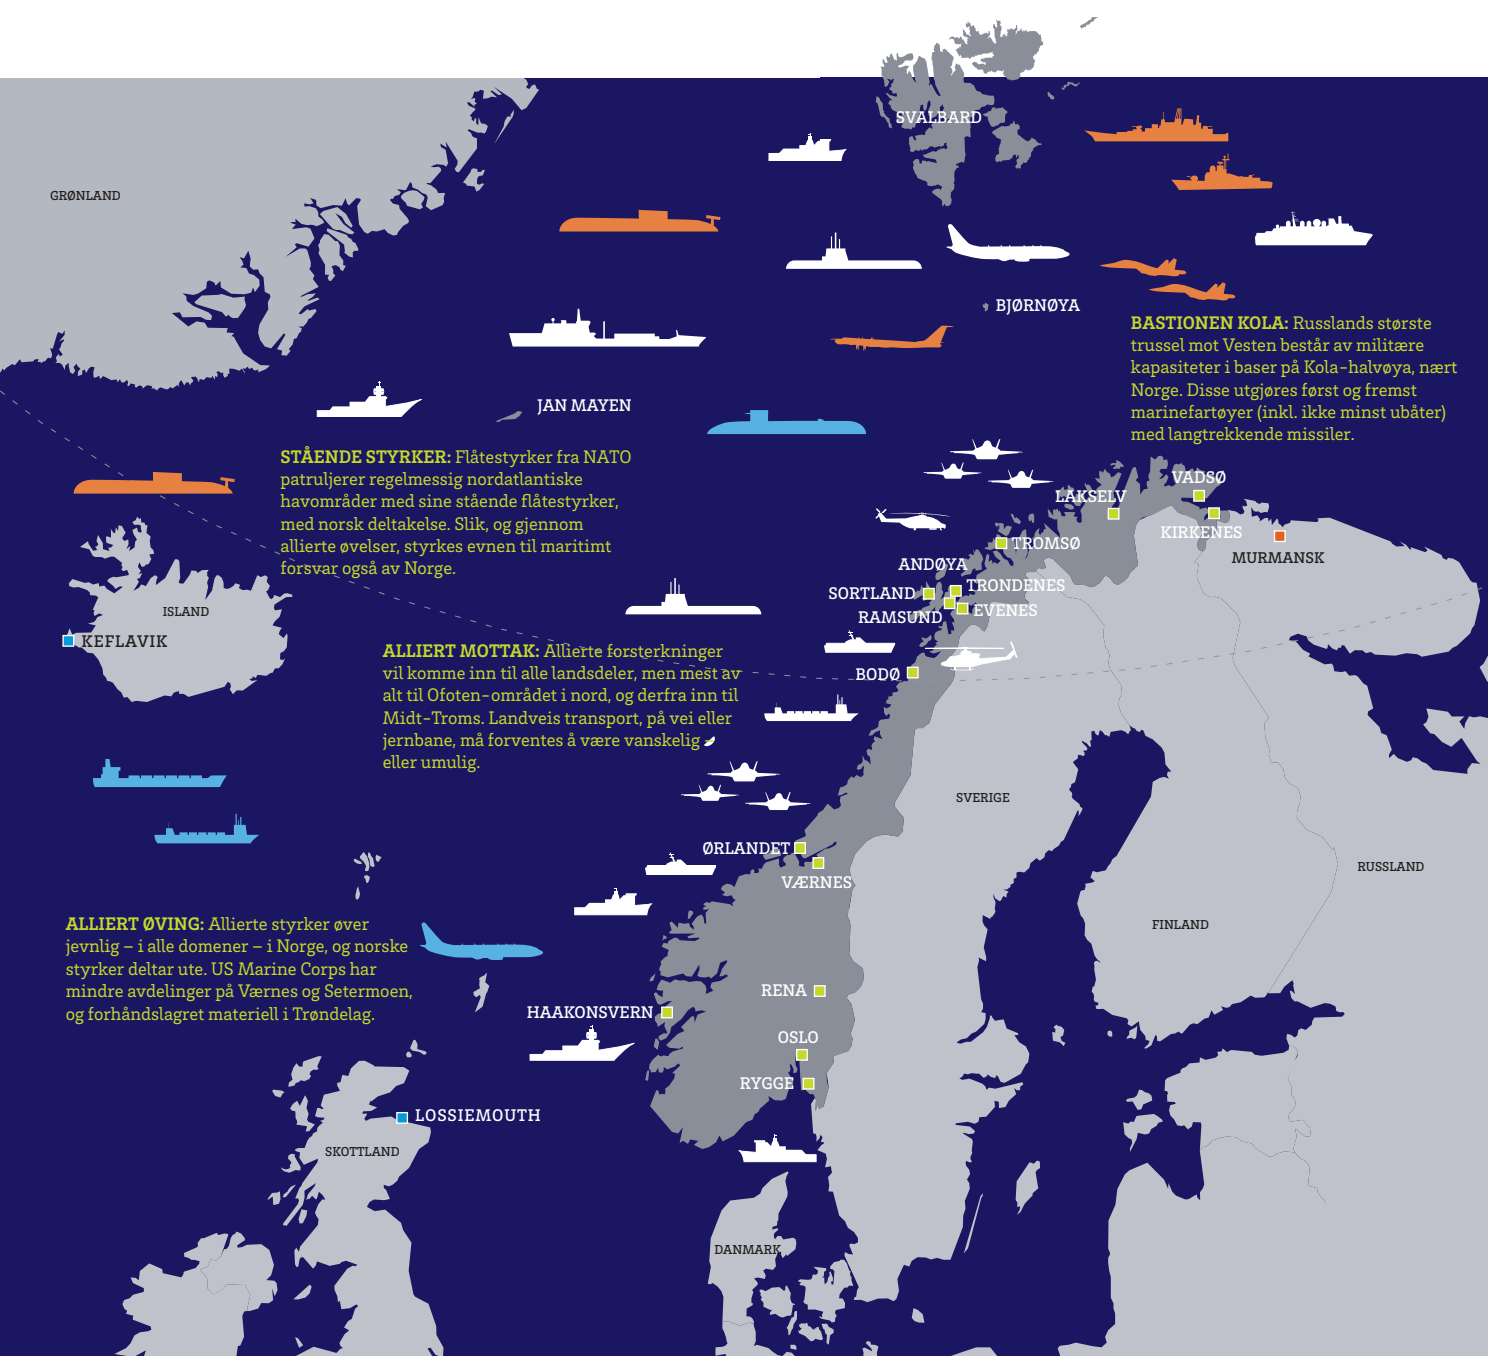 SVALBARD
GRØNLAND
BJØRNØYA
BASTIONEN KOLA: Russlands største
trussel mot Vesten består av militære
kapasiteter i baser på Kola-halvøya, nært
Norge. Disse utgjøres først og fremst
marinefartøyer (inkl. ikke minst ubåter)
med langtrekkende missiler.
JAN MAYEN
STÅENDE STYRKER: Flåtestyrker fra NATO
patruljerer regelmessig nordatlantiske
havområder med sine stående flåtestyrker,
med norsk deltakelse. Slik, og gjennom
allierte øvelser, styrkes evnen til maritimt
forsvar også av Norge.
VADSØ
LAKSELV
KIRKENES
MURMANSK
TROMSØ
ANDØYA
TRONDENES
SORTLAND
EVENES
RAMSUND
ISLAND
KEFLAVIK
ALLIERT MOTTAK: Allierte forsterkninger
vil komme inn til alle landsdeler, men mest av
alt til Ofoten-området i nord, og derfra inn til
Midt-Troms. Landveis transport, på vei eller
jernbane, må forventes å være vanskelig
eller umulig.
BODØ
SVERIGE
ØRLANDET
VÆRNES
RUSSLAND
FINLAND
ALLIERT ØVING: Allierte styrker øver
jevnlig – i alle domener – i Norge, og norske
styrker deltar ute. US Marine Corps har
mindre avdelinger på Værnes og Setermoen,
og forhåndslagret materiell i Trøndelag.
RENA
HAAKONSVERN
OSLO
RYGGE
LOSSIEMOUTH
SKOTTLAND
DANMARK